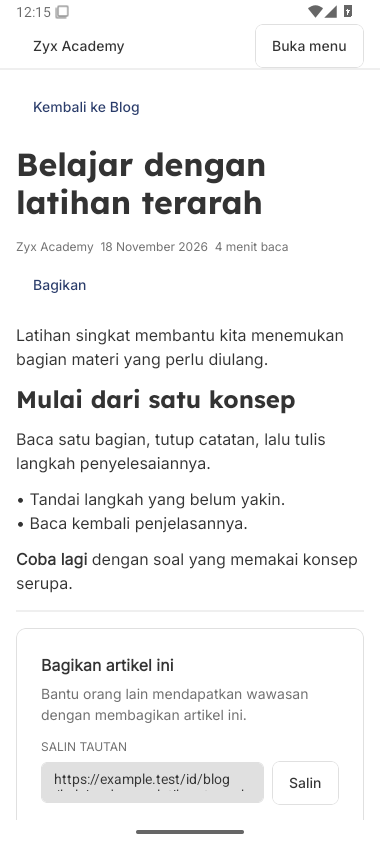 12:15
Zyx Academy
Buka menu
Kembali ke Blog
Belajar dengan
latihan terarah
Zyx Academy 18 November 2026 4 menit baca
Bagikan
Latihan singkat membantu kita menemukan
bagian materi yang perlu diulang.
Mulai dari satu konsep
Baca satu bagian, tutup catatan, lalu tulis
langkah penyelesaiannya.
• Tandai langkah yang belum yakin.
• Baca kembali penjelasannya.
Coba lagi dengan soal yang memakai konsep
serupa.
Bagikan artikel ini
Bantu orang lain mendapatkan wawasan
dengan membagikan artikel ini.
SALIN TAUTAN
https://example.test/id/blog
Salin